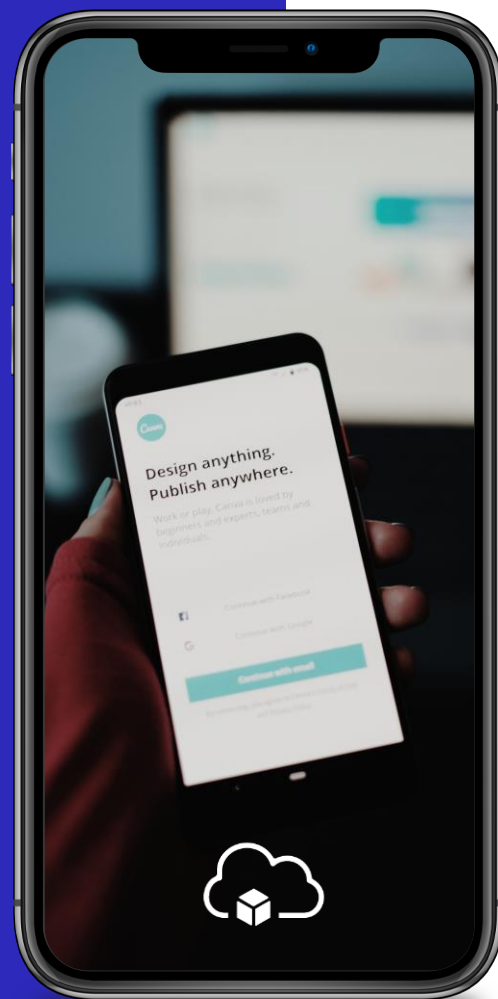 Canva
Design anything.
Publish anywhere.
Work or play, Canva is loved by
beginners and experts, teams and
individuals.
Continue with Facebook
Continue with Google
Continue with email